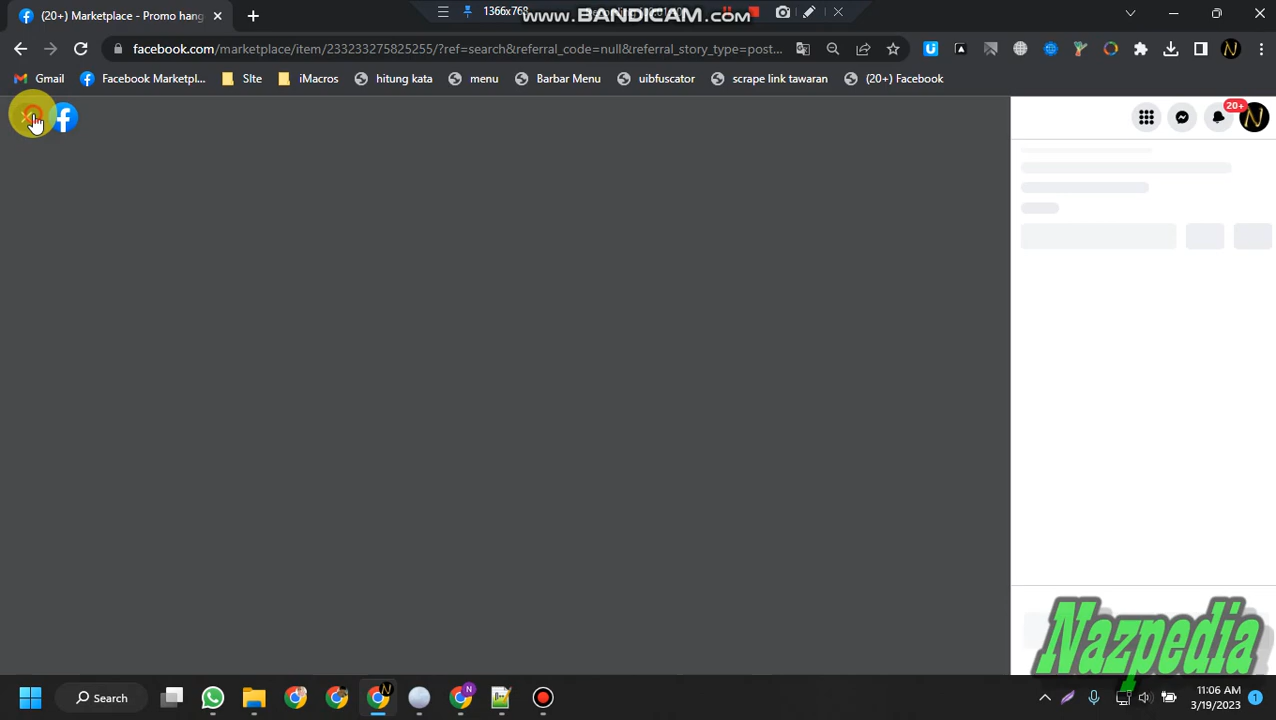 (20+) Marketplace - Promo hang
1366x768
www.BANDICAM.com
facebook.com/marketplace/item/233233275825255/?ref=search&referral_code=null&referral_story_type=post...
Gmail
Facebook Marketpl...
SIte
iMacros
hitung kata
menu
Barbar Menu
uibfuscator
scrape link tawaran
(20+) Facebook
20+
N
Nazpedia
Search
11:06 AM
3/19/2023
1